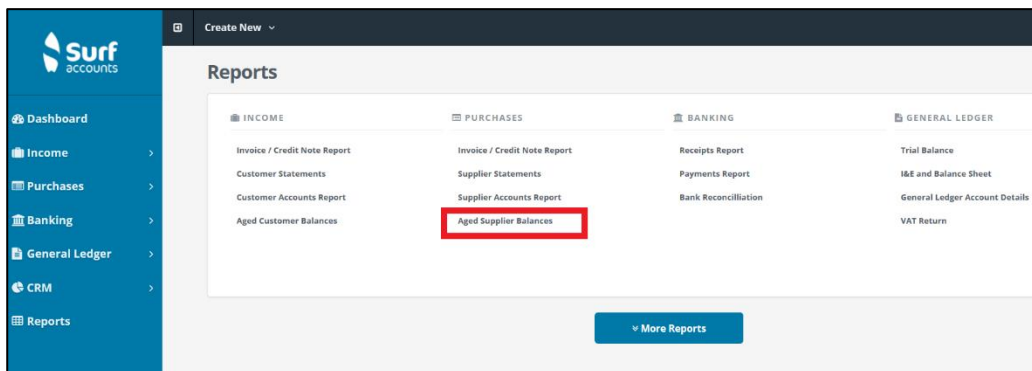 Surf
accounts
Create New
Reports
Dashboard
Income
Purchases
Banking
General Ledger
CRM
Reports
INCOME
Invoice / Credit Note Report
Customer Statements
Customer Accounts Report
Aged Customer Balances
PURCHASES
Invoice / Credit Note Report
Supplier Statements
Supplier Accounts Report
Aged Supplier Balances
BANKING
Receipts Report
Payments Report
Bank Reconcilliation
GENERAL LEDGER
Trial Balance
I&E and Balance Sheet
General Ledger Account Details
VAT Return
More Reports